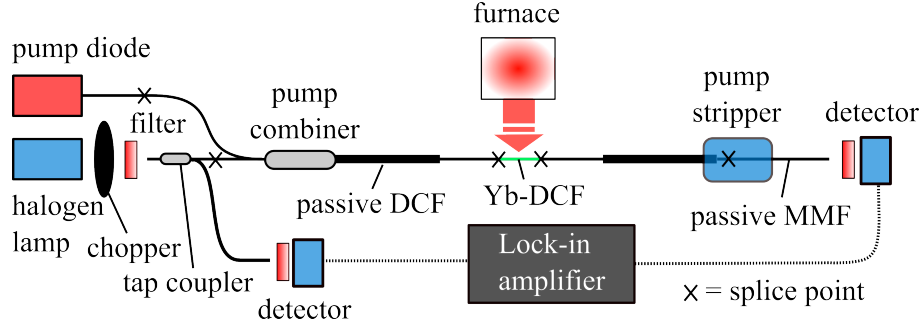 furnace
pump diode
pump
combiner
pump
stripper
detector
filter
halogen
lamp
chopper
tap coupler
passive DCF
Yb-DCF
passive MMF
detector
Lock-in
amplifier
× = splice point